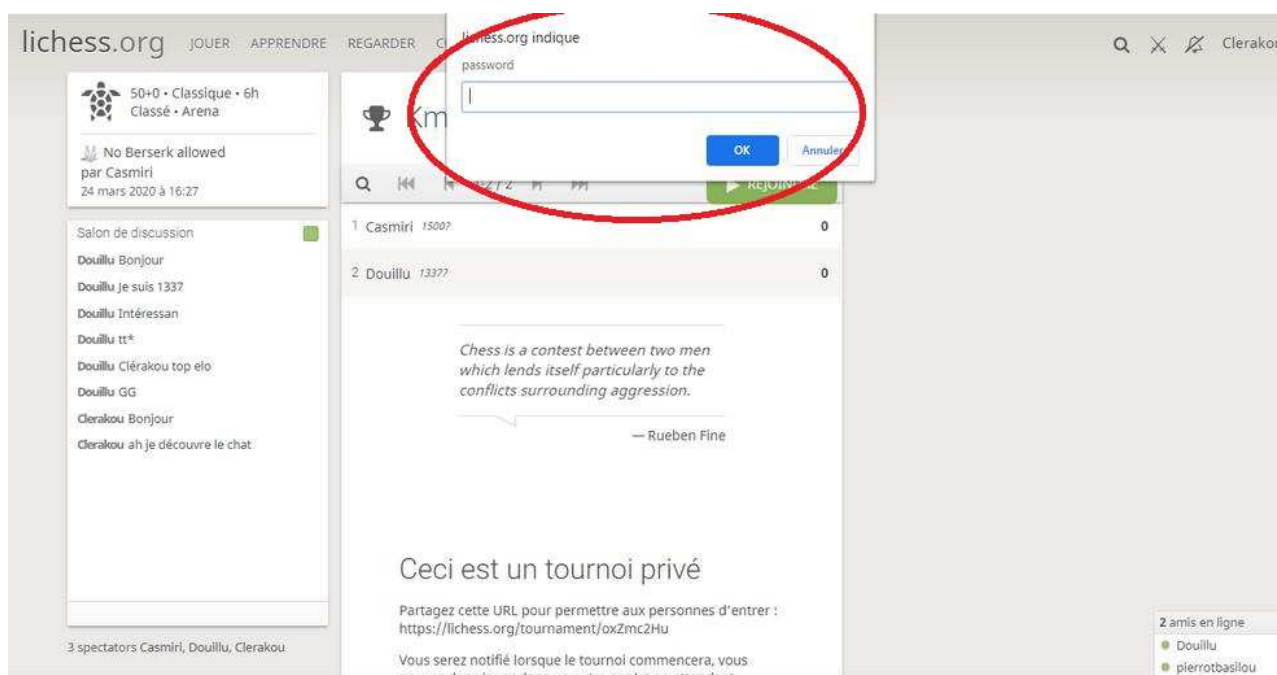 lichess.org JOUER APPRENDRE REGARDER Clerakou
lichess.org indique
password
OK Annuler
50+0 • Classique • 6h
Classé • Arena
No Berserk allowed
par Casmiri
24 mars 2020 à 16:27
Km
1-2 / 2 REJOINDRE
1 Casmiri 1500? 0
2 Douillu 1337? 0
Salon de discussion
Douillu Bonjour
Douillu Je suis 1337
Douillu Intéressan
Douillu tt*
Douillu Clérakou top elo
Douillu GG
Clerakou Bonjour
Clerakou ah je découvre le chat
3 spectators Casmiri, Douillu, Clerakou
Chess is a contest between two men
which lends itself particularly to the
conflicts surrounding aggression.
— Rueben Fine
Ceci est un tournoi privé
Partagez cette URL pour permettre aux personnes d'entrer :
https://lichess.org/tournament/oxZmc2Hu
Vous serez notifié lorsque le tournoi commencera, vous
2 amis en ligne
Douillu
pierrotbasilou